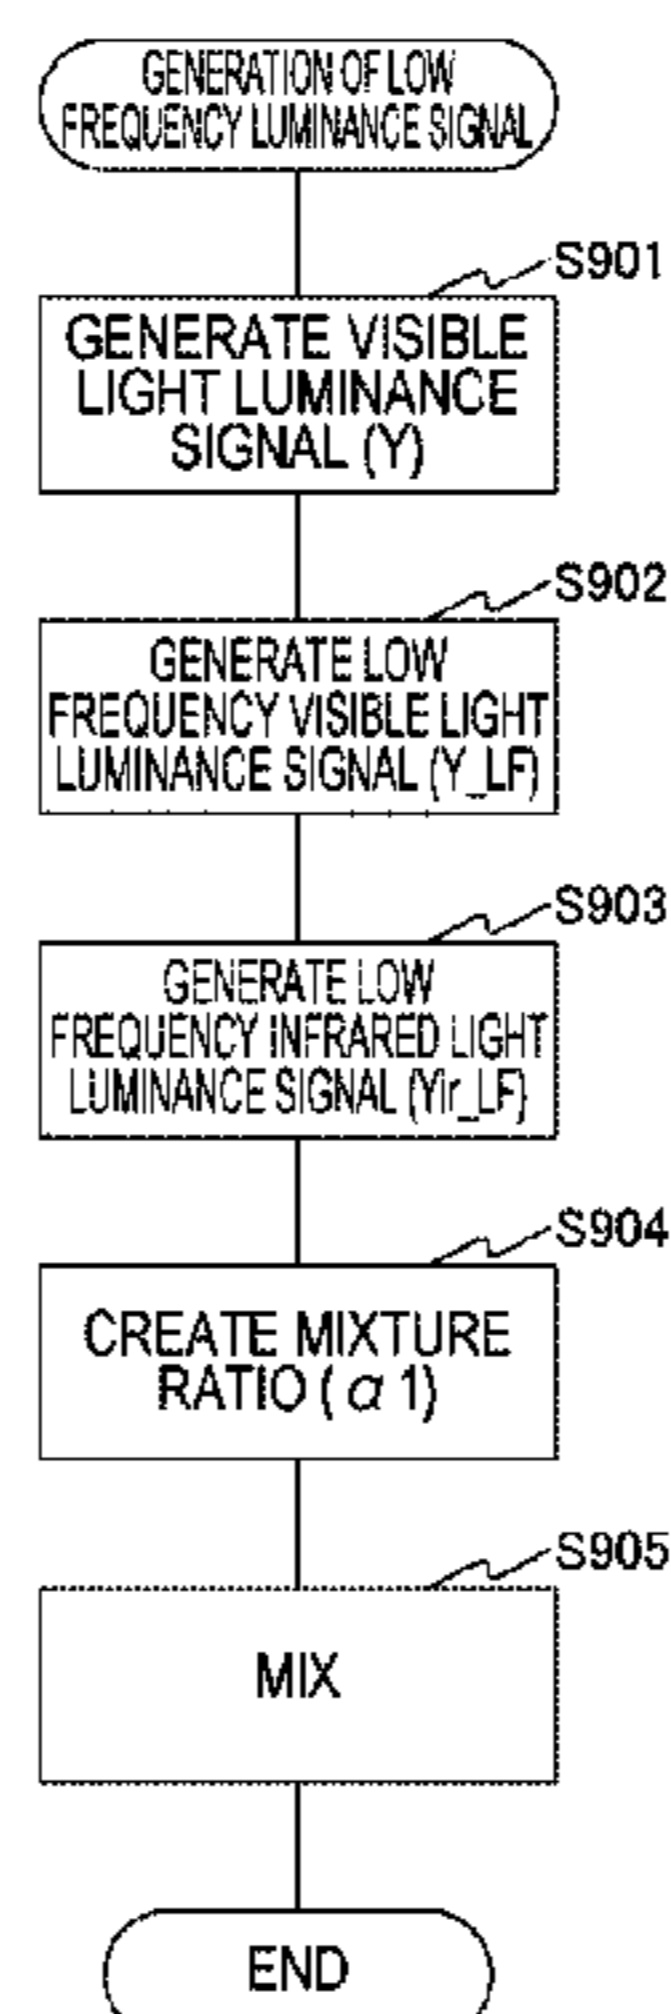 GENERATION OF LOW
FREQUENCY LUMINANCE SIGNAL
S901
GENERATE VISIBLE
LIGHT LUMINANCE
SIGNAL (Y)
S902
GENERATE LOW
FREQUENCY VISIBLE LIGHT
LUMINANCE SIGNAL (Y_LF)
S903
GENERATE LOW
FREQUENCY INFRARED LIGHT
LUMINANCE SIGNAL (Yir_LF)
S904
CREATE MIXTURE
RATIO ( α 1)
S905
MIX
END